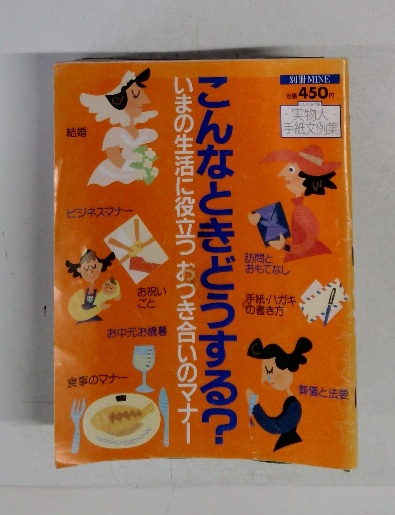 別冊MINE
定価450円
実物大
手紙文例集
こんなときどうする?
いまの生活に役立つ おつき合いのマナー
結婚
ビジネスマナー
訪問と
おもてなし
お祝い
ごと
手紙・ハガキ
の書き方
お中元お歳暮
食事のマナー
葬儀と法要